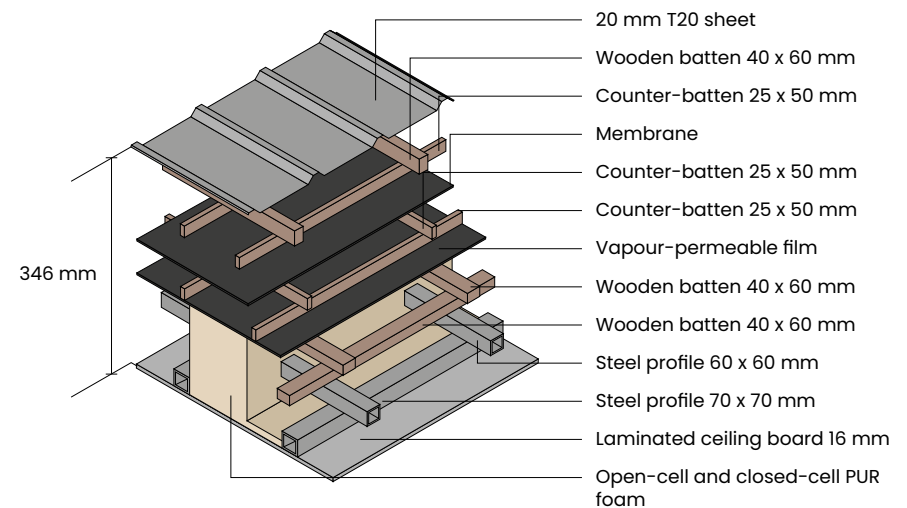 20 mm T20 sheet
Wooden batten 40 x 60 mm
Counter-batten 25 x 50 mm
Membrane
Counter-batten 25 x 50 mm
Counter-batten 25 x 50 mm
Vapour-permeable film
346 mm
Wooden batten 40 x 60 mm
Wooden batten 40 x 60 mm
Steel profile 60 x 60 mm
Steel profile 70 x 70 mm
Laminated ceiling board 16 mm
Open-cell and closed-cell PUR
foam